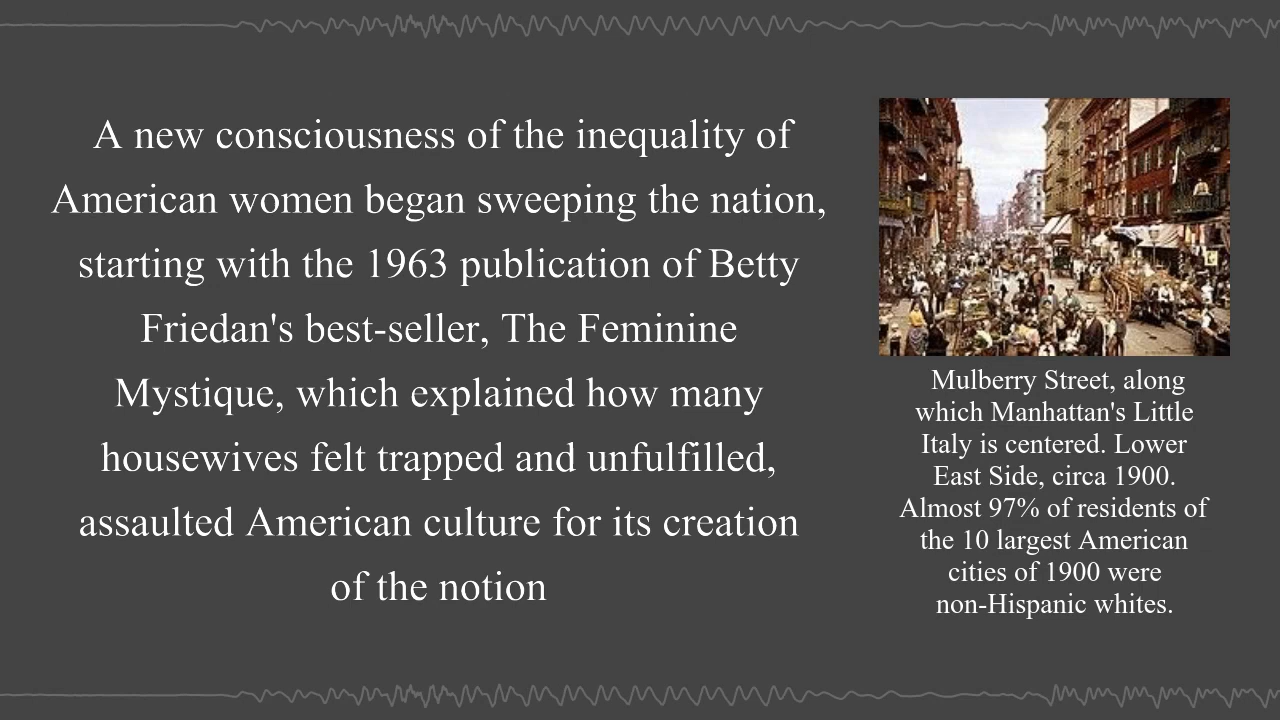 A new consciousness of the inequality of
American women began sweeping the nation,
starting with the 1963 publication of Betty
Friedan's best-seller, The Feminine
Mystique, which explained how many
housewives felt trapped and unfulfilled,
assaulted American culture for its creation
of the notion
Mulberry Street, along
which Manhattan's Little
Italy is centered. Lower
East Side, circa 1900.
Almost 97% of residents of
the 10 largest American
cities of 1900 were
non-Hispanic whites.